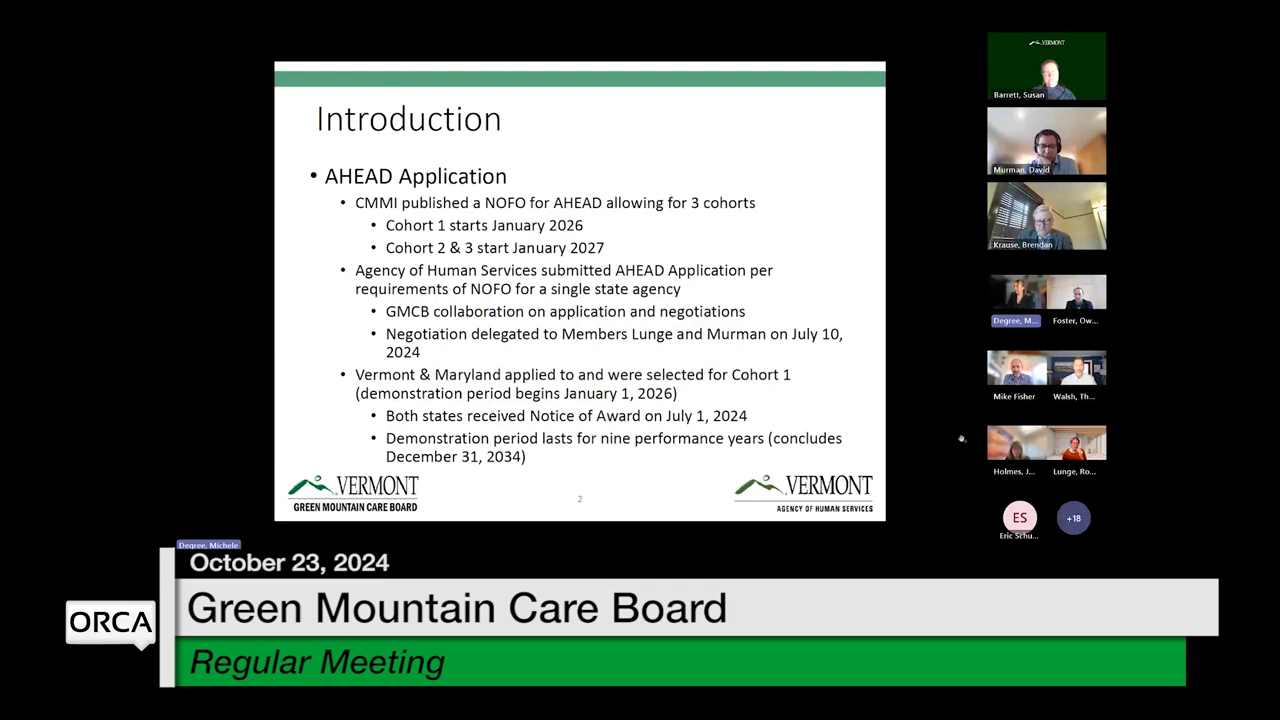 Introduction
• AHEAD Application
• CMMI published a NOFO for AHEAD allowing for 3 cohorts
• Cohort 1 starts January 2026
• Cohort 2 & 3 start January 2027
• Agency of Human Services submitted AHEAD Application per
requirements of NOFO for a single state agency
• GMCB collaboration on application and negotiations
• Negotiation delegated to Members Lunge and Murman on July 10,
2024
• Vermont & Maryland applied to and were selected for Cohort 1
(demonstration period begins January 1, 2026)
• Both states received Notice of Award on July 1, 2024
• Demonstration period lasts for nine performance years (concludes
December 31, 2034)
VERMONT
GREEN MOUNTAIN CARE BOARD
2
VERMONT
AGENCY OF HUMAN SERVICES
VERMONT
Barrett, Susan
Murman, David
Krause, Brendan
Degree, M...
Foster, Ow...
Mike Fisher
Walsh, Th...
Holmes, J...
Lunge, Ro...
ES
+18
Eric Schu...
Degree, Michele
October 23, 2024
ORCA
Green Mountain Care Board
Regular Meeting